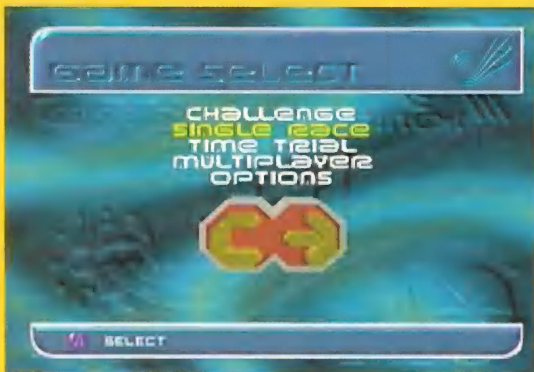 GAME SELECT
CHALLENGE
SINGLE RACE
TIME TRIAL
MULTIPLAYER
OPTIONS
SELECT